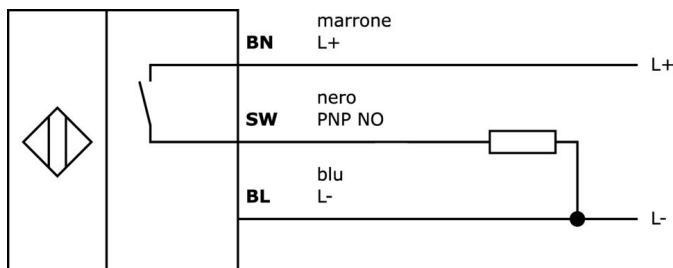 marrone
BN L+
L+
nero
SW PNP NO
blu
BL L-
L-